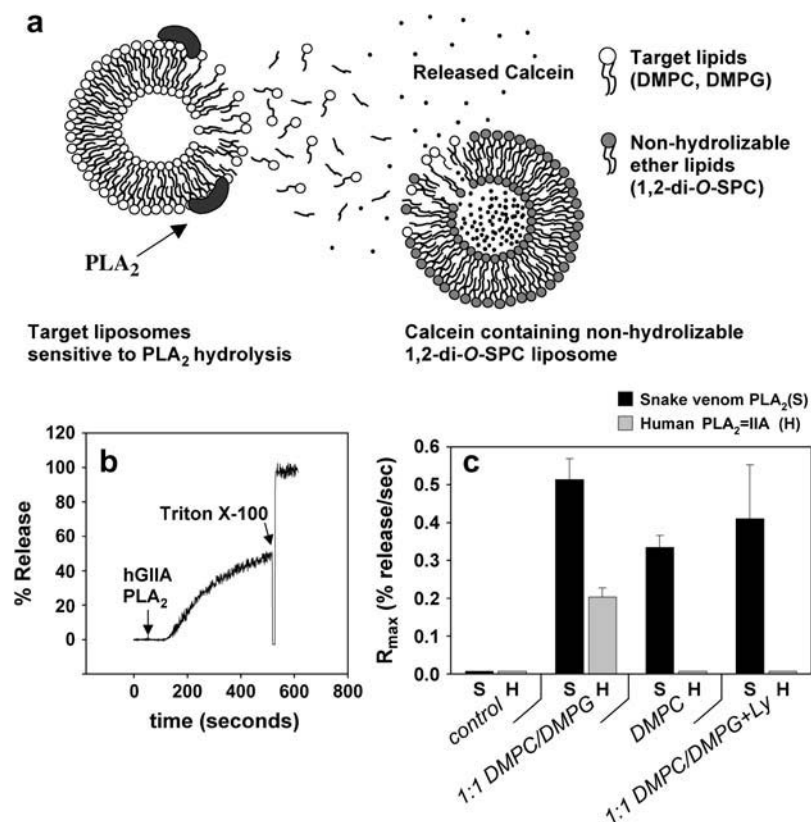 a
Released Calcein
Target lipids
(DMPC, DMPG)
Non-hydrolizable
ether lipids
(1,2-di-O-SPC)
PLA2
Target liposomes
sensitive to PLA2 hydrolysis
Calcein containing non-hydrolizable
1,2-di-O-SPC liposome
b
% Release
120
100
80
60
40
20
0
hGIIA
PLA2
Triton X-100
0 200 400 600 800
time (seconds)
Snake venom PLA2(S)
Human PLA2=IIA (H)
c
Rmax (% release/sec)
0.6
0.5
0.4
0.3
0.2
0.1
0.0
S H S H S H S H
control
1:1 DMPC/DMPG
DMPC
1:1 DMPC/DMPG+Ly